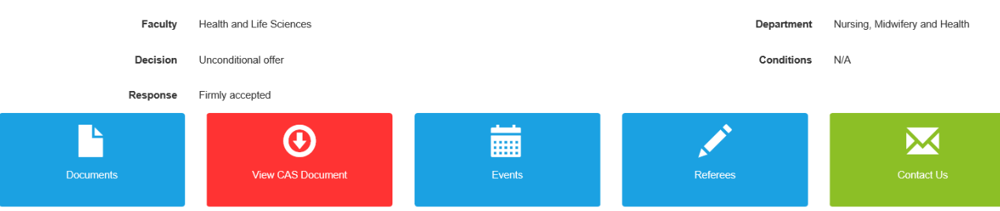 Faculty Health and Life Sciences Department Nursing, Midwifery and Health
Decision Unconditional offer Conditions N/A
Response Firmly accepted
Documents View CAS Document Events Referees Contact Us